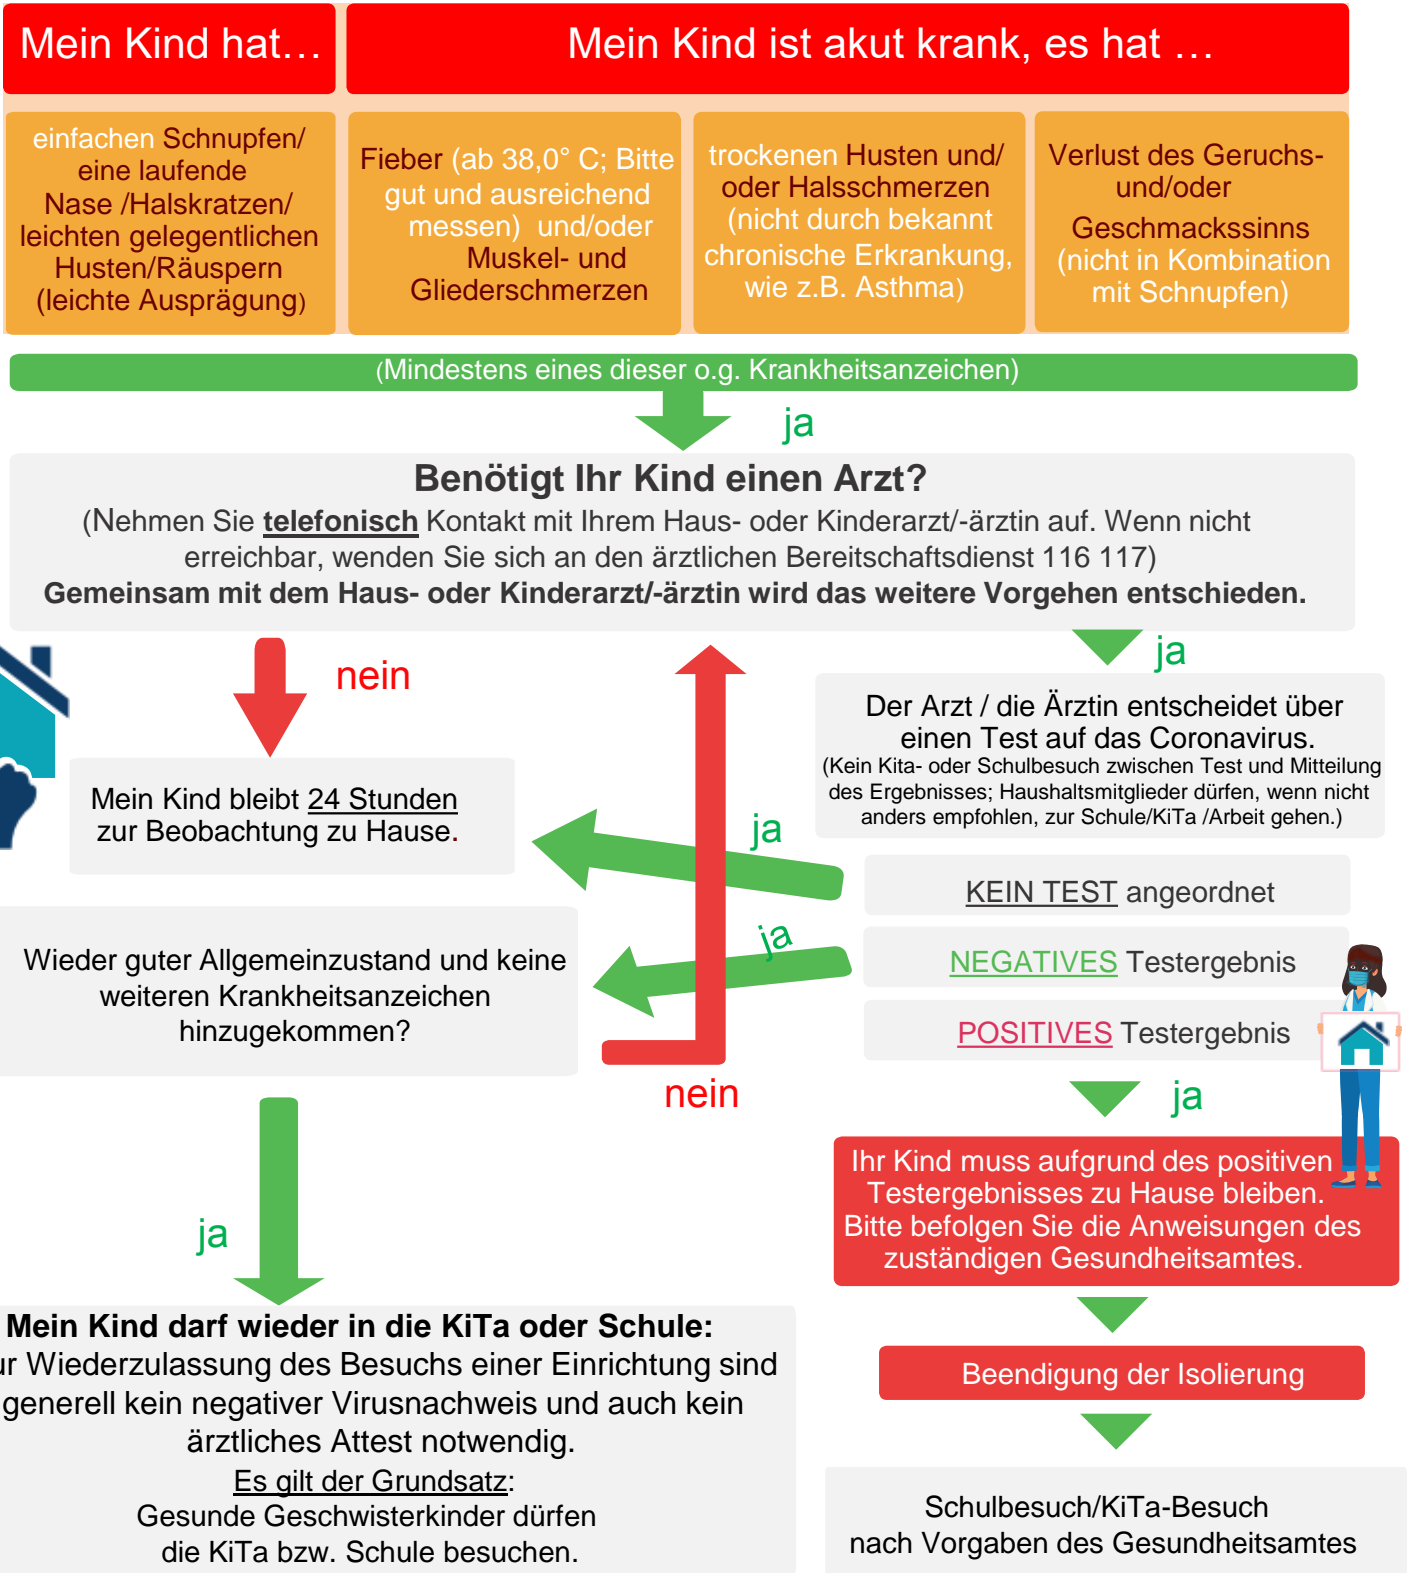 Mein Kind hat…
Mein Kind ist akut krank, es hat …
einfachen Schnupfen/
eine laufende
Nase /Halskratzen/
leichten gelegentlichen
Husten/Räuspern
(leichte Ausprägung)
Fieber (ab 38,0° C; Bitte
gut und ausreichend
messen) und/oder
Muskel- und
Gliederschmerzen
trockenen Husten und/
oder Halsschmerzen
(nicht durch bekannt
chronische Erkrankung,
wie z.B. Asthma)
Verlust des Geruchs-
und/oder
Geschmackssinns
(nicht in Kombination
mit Schnupfen)
(Mindestens eines dieser o.g. Krankheitsanzeichen)
ja
Benötigt Ihr Kind einen Arzt?
(Nehmen Sie telefonisch Kontakt mit Ihrem Haus- oder Kinderarzt/-ärztin auf. Wenn nicht
erreichbar, wenden Sie sich an den ärztlichen Bereitschaftsdienst 116 117)
Gemeinsam mit dem Haus- oder Kinderarzt/-ärztin wird das weitere Vorgehen entschieden.
nein
ja
Der Arzt / die Ärztin entscheidet über
einen Test auf das Coronavirus.
(Kein Kita- oder Schulbesuch zwischen Test und Mitteilung
des Ergebnisses; Haushaltsmitglieder dürfen, wenn nicht
anders empfohlen, zur Schule/KiTa /Arbeit gehen.)
Mein Kind bleibt 24 Stunden
zur Beobachtung zu Hause.
ja
KEIN TEST angeordnet
ja
NEGATIVES Testergebnis
Wieder guter Allgemeinzustand und keine
weiteren Krankheitsanzeichen
hinzugekommen?
POSITIVES Testergebnis
nein
ja
Ihr Kind muss aufgrund des positiven
Testergebnisses zu Hause bleiben.
Bitte befolgen Sie die Anweisungen des
zuständigen Gesundheitsamtes.
ja
Mein Kind darf wieder in die KiTa oder Schule:
ur Wiederzulassung des Besuchs einer Einrichtung sind
generell kein negativer Virusnachweis und auch kein
ärztliches Attest notwendig.
Es gilt der Grundsatz:
Gesunde Geschwisterkinder dürfen
die KiTa bzw. Schule besuchen.
Beendigung der Isolierung
Schulbesuch/KiTa-Besuch
nach Vorgaben des Gesundheitsamtes